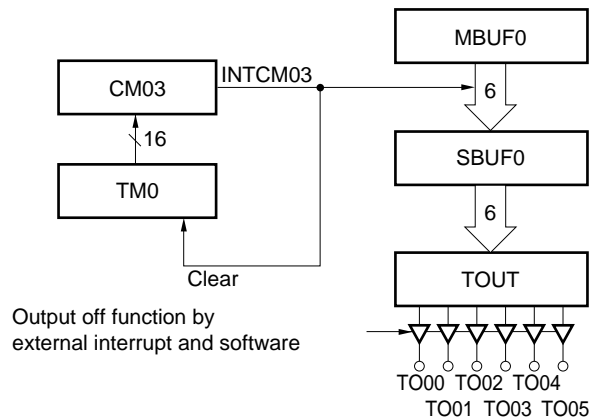 MBUF0
INTCM03
CM03
6
16
SBUF0
TM0
6
Clear
TOUT
Output off function by
external interrupt and software
TO00 TO02 TO04
TO01 TO03 TO05